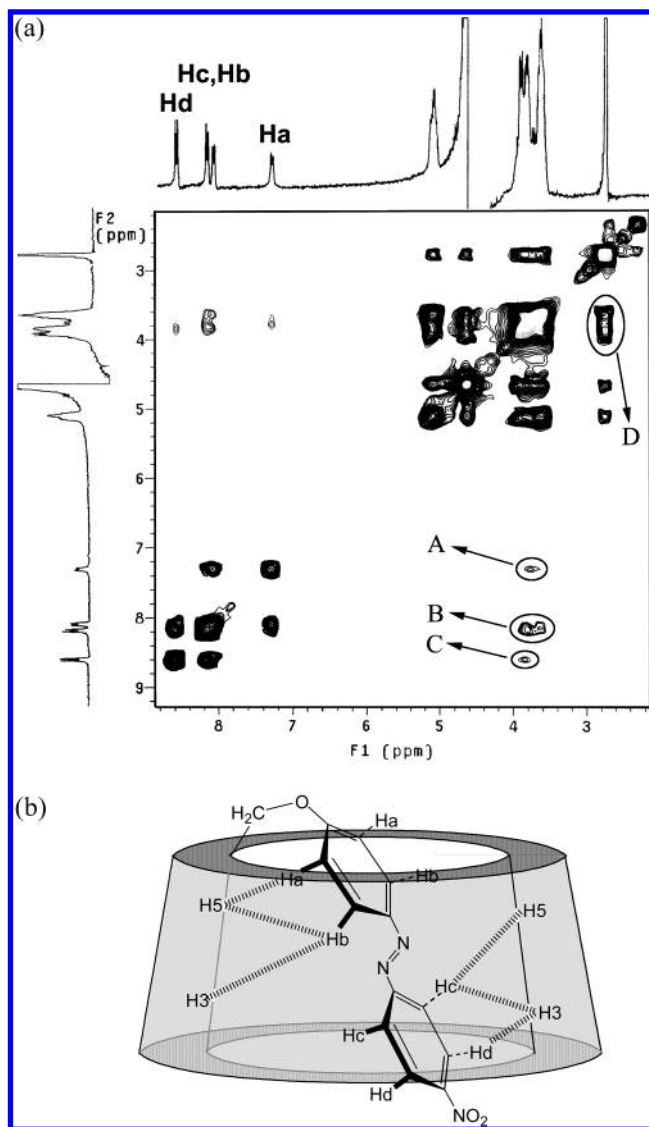 (a)
Hc,Hb
Hd
Ha
F2
(ppm)
3
4
5
6
7
8
9
A
B
C
D
8 7 6 5 4 3
F1 (ppm)
(b)
H₂C O
Ha
Ha Hb
H5 H5
Hb
N
N Hc
H3 H3
Hc Hd
Hd
NO₂